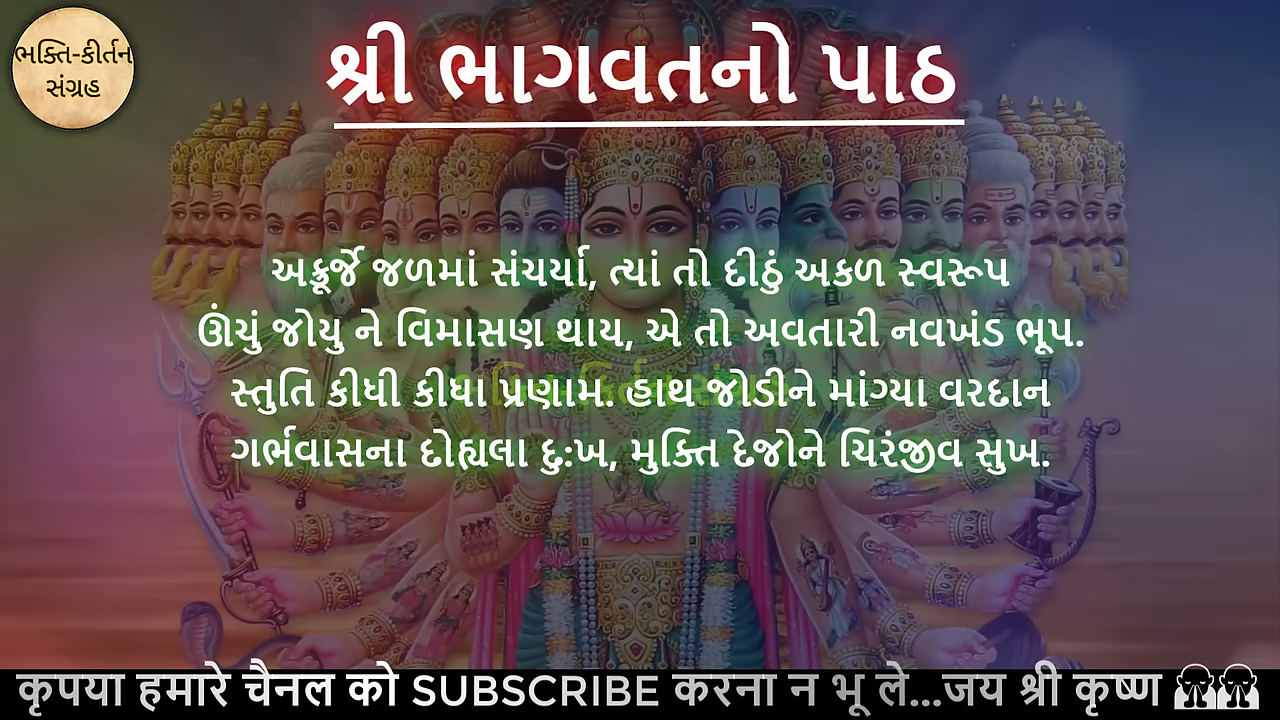 ભક્તિ-કીર્તન
સંગ્રહ
શ્રી ભાગવતનો પાઠ
અક્રૂર્જે જળમાં સંચર્યા, ત્યાં તો દીઠું અકળ સ્વરૂપ
ઊંચું જોયુ ને વિમાસણ થાય, એ તો અવતારી નવખંડ ભૂપ.
સ્તુતિ કીધી કીધા પ્રણામ. હાથ જોડીને માંગ્યા વરદાન
ગર્ભવાસના દોહ્યલા દુ:ખ, મુક્તિ દેજોને ચિરંજીવ સુખ.
कृपया हमारे चैनल को SUBSCRIBE करना न भू ले...जय श्री कृष्ण